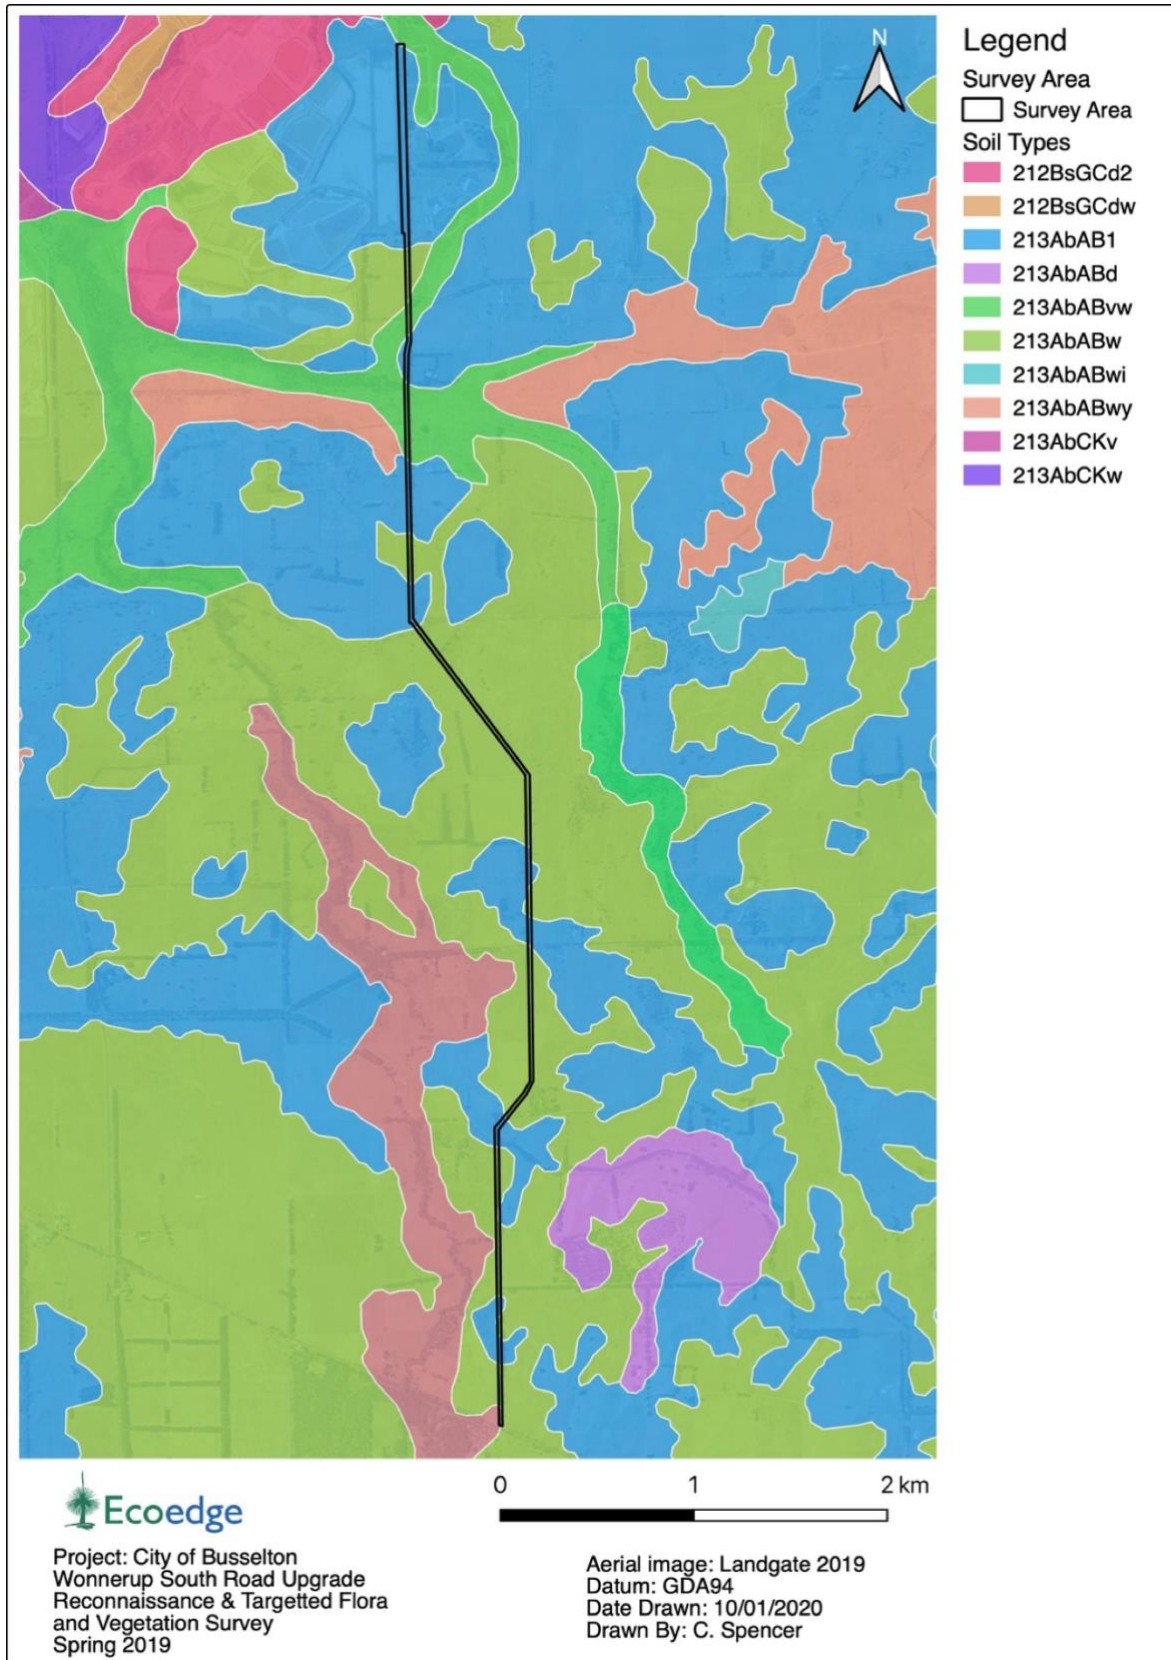 N
Legend
Survey Area
Survey Area
Soil Types
212BsGCd2
212BsGCdw
213AbAB1
213AbABd
213AbABvw
213AbABw
213AbABwi
213AbABwy
213AbCKv
213AbCKw
0 1 2 km
Ecoedge
Project: City of Busselton
Wonnerup South Road Upgrade
Reconnaissance & Targetted Flora
and Vegetation Survey
Spring 2019
Aerial image: Landgate 2019
Datum: GDA94
Date Drawn: 10/01/2020
Drawn By: C. Spencer